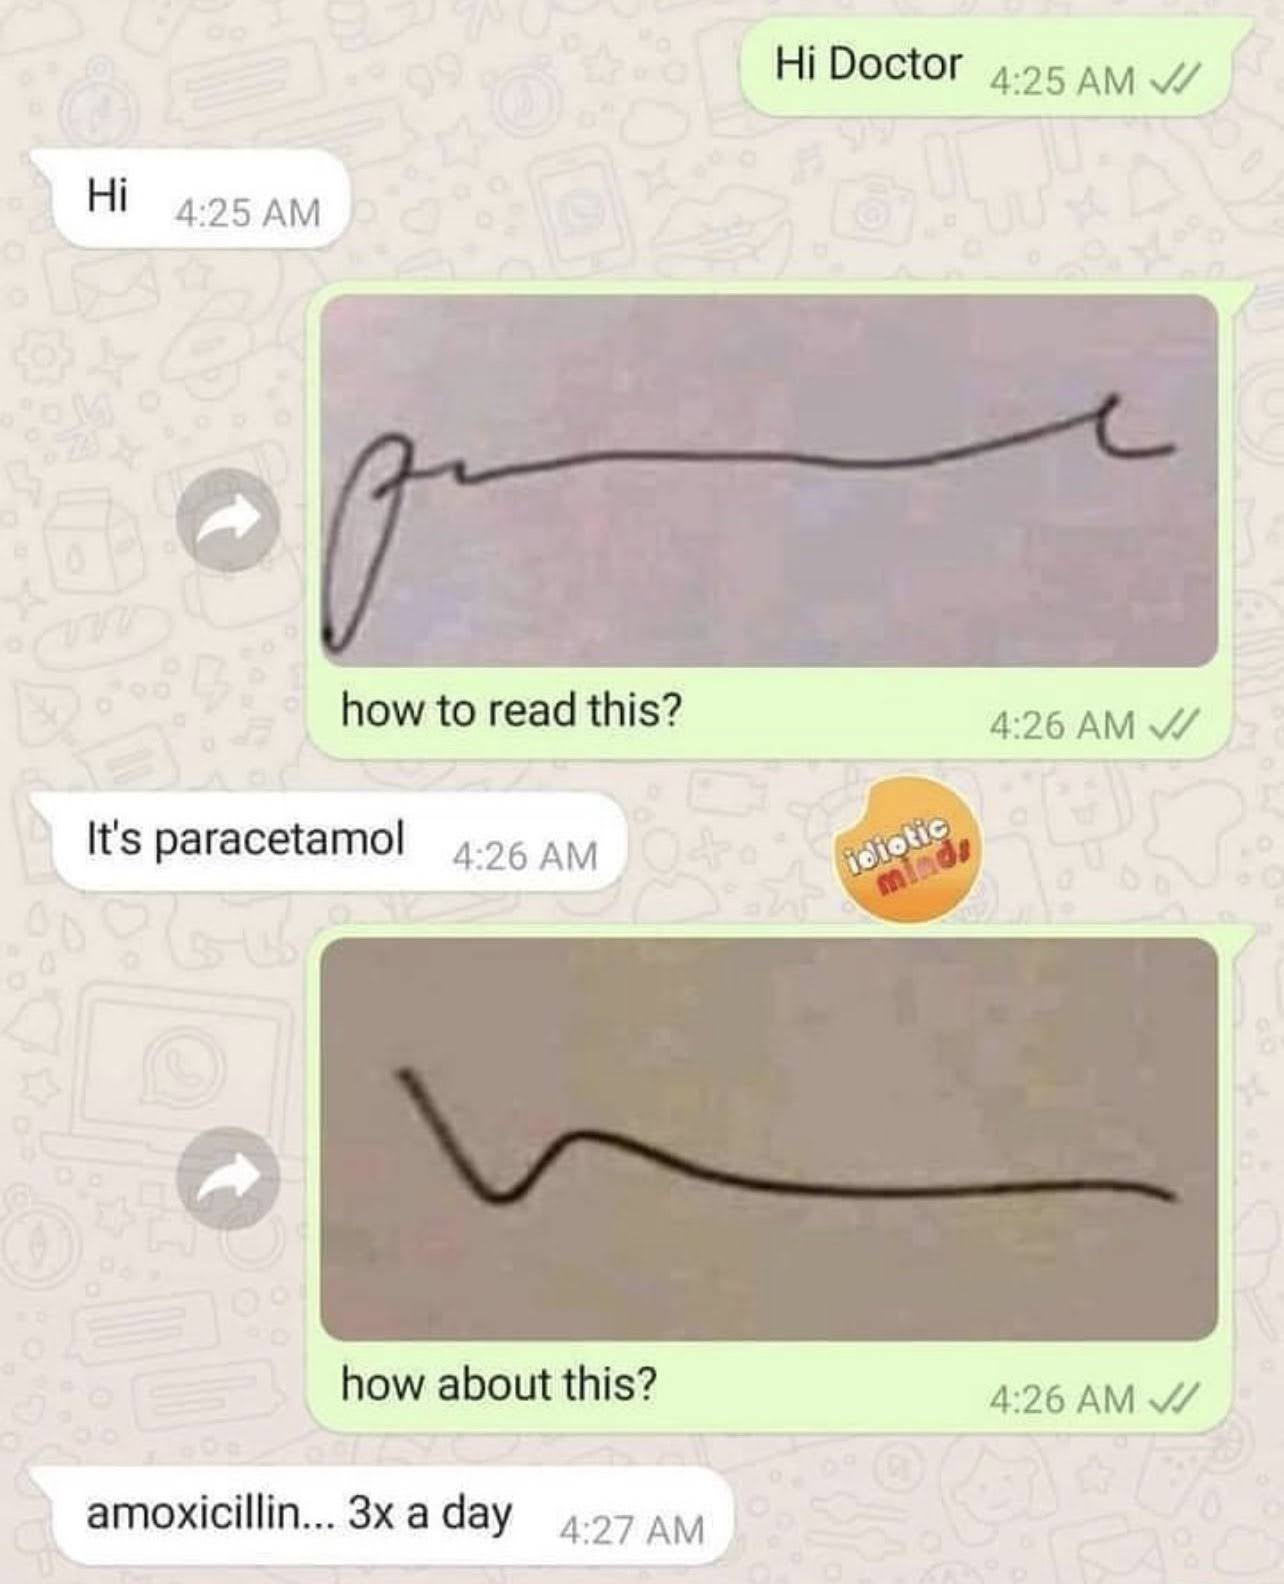 Hi Doctor 4:25 AM
Hi 4:25 AM
how to read this? 4:26 AM
It's paracetamol 4:26 AM
idiotic
minds
how about this? 4:26 AM
amoxicillin... 3x a day 4:27 AM